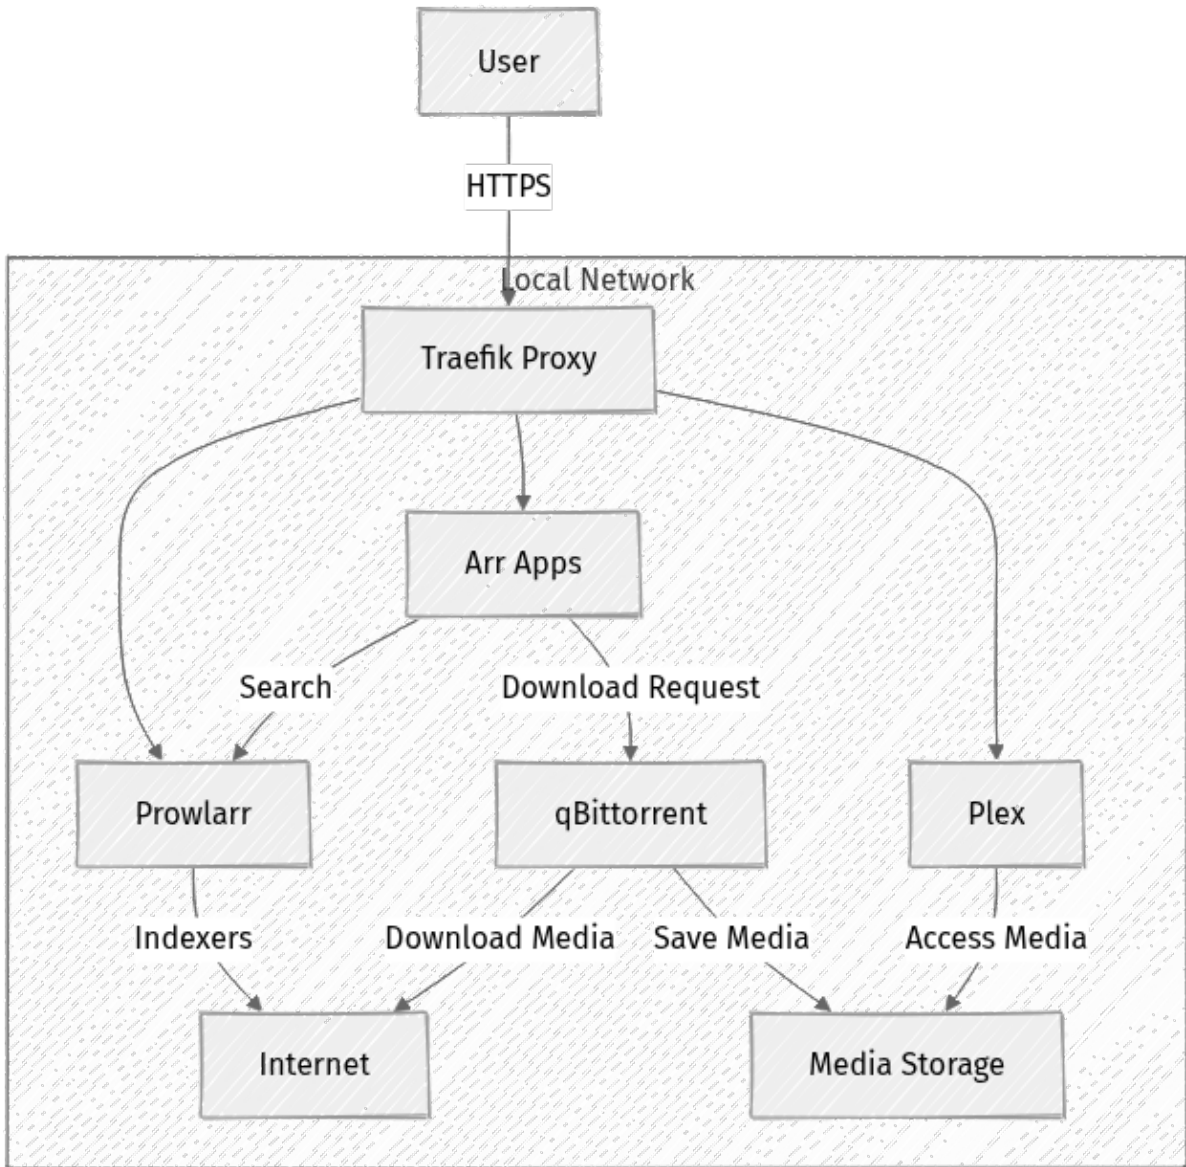 User
HTTPS
Local Network
Traefik Proxy
Arr Apps
Search
Download Request
Prowlarr
qBittorrent
Plex
Indexers
Download Media
Save Media
Access Media
Internet
Media Storage